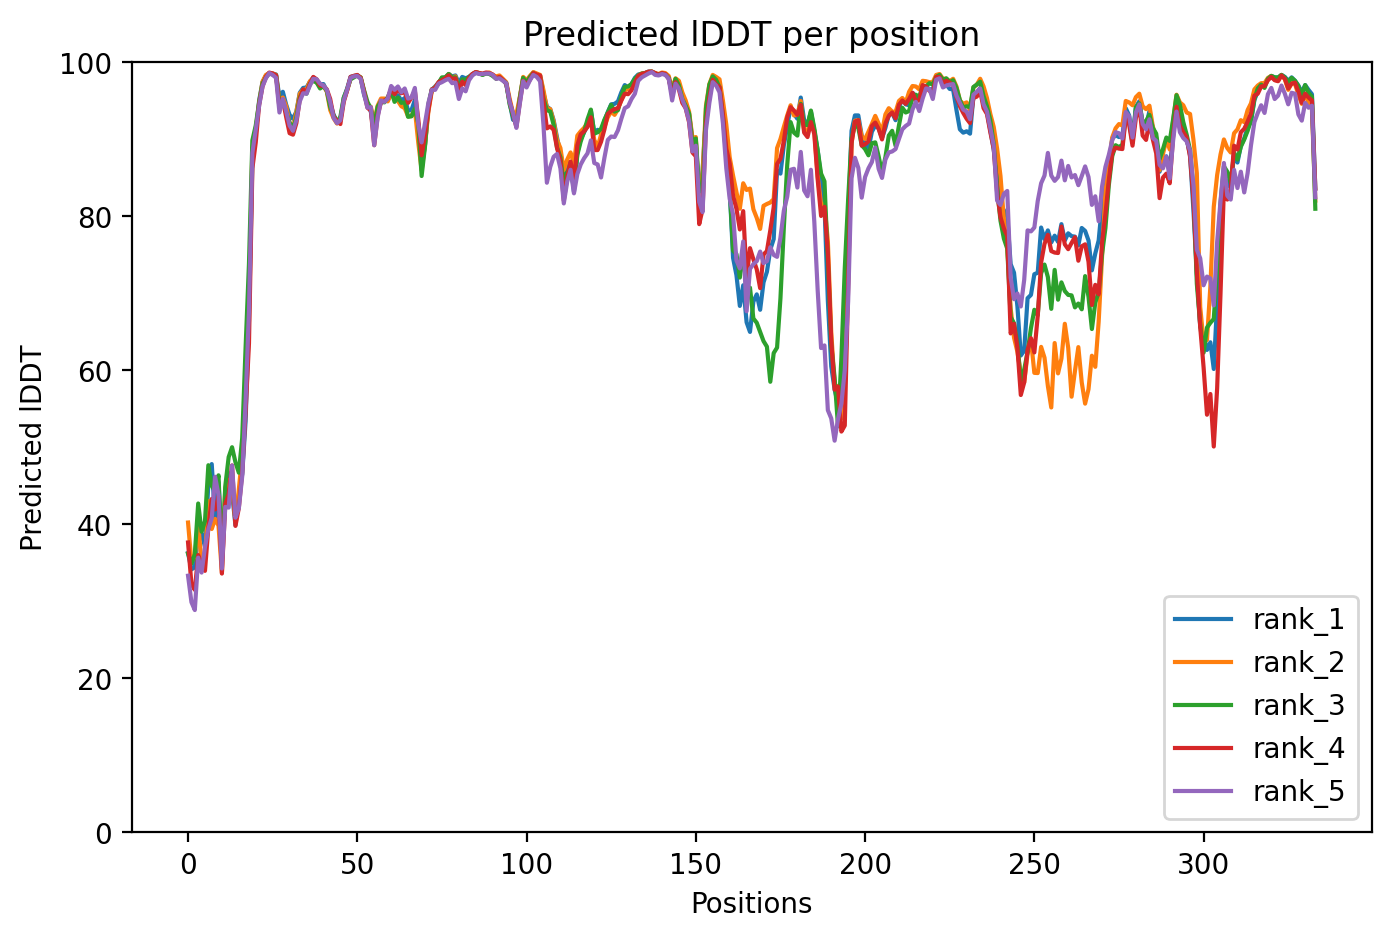 Predicted lDDT per position
100
80
60
40
20
0
Predicted lDDT
0 50 100 150 200 250 300
Positions
rank_1
rank_2
rank_3
rank_4
rank_5